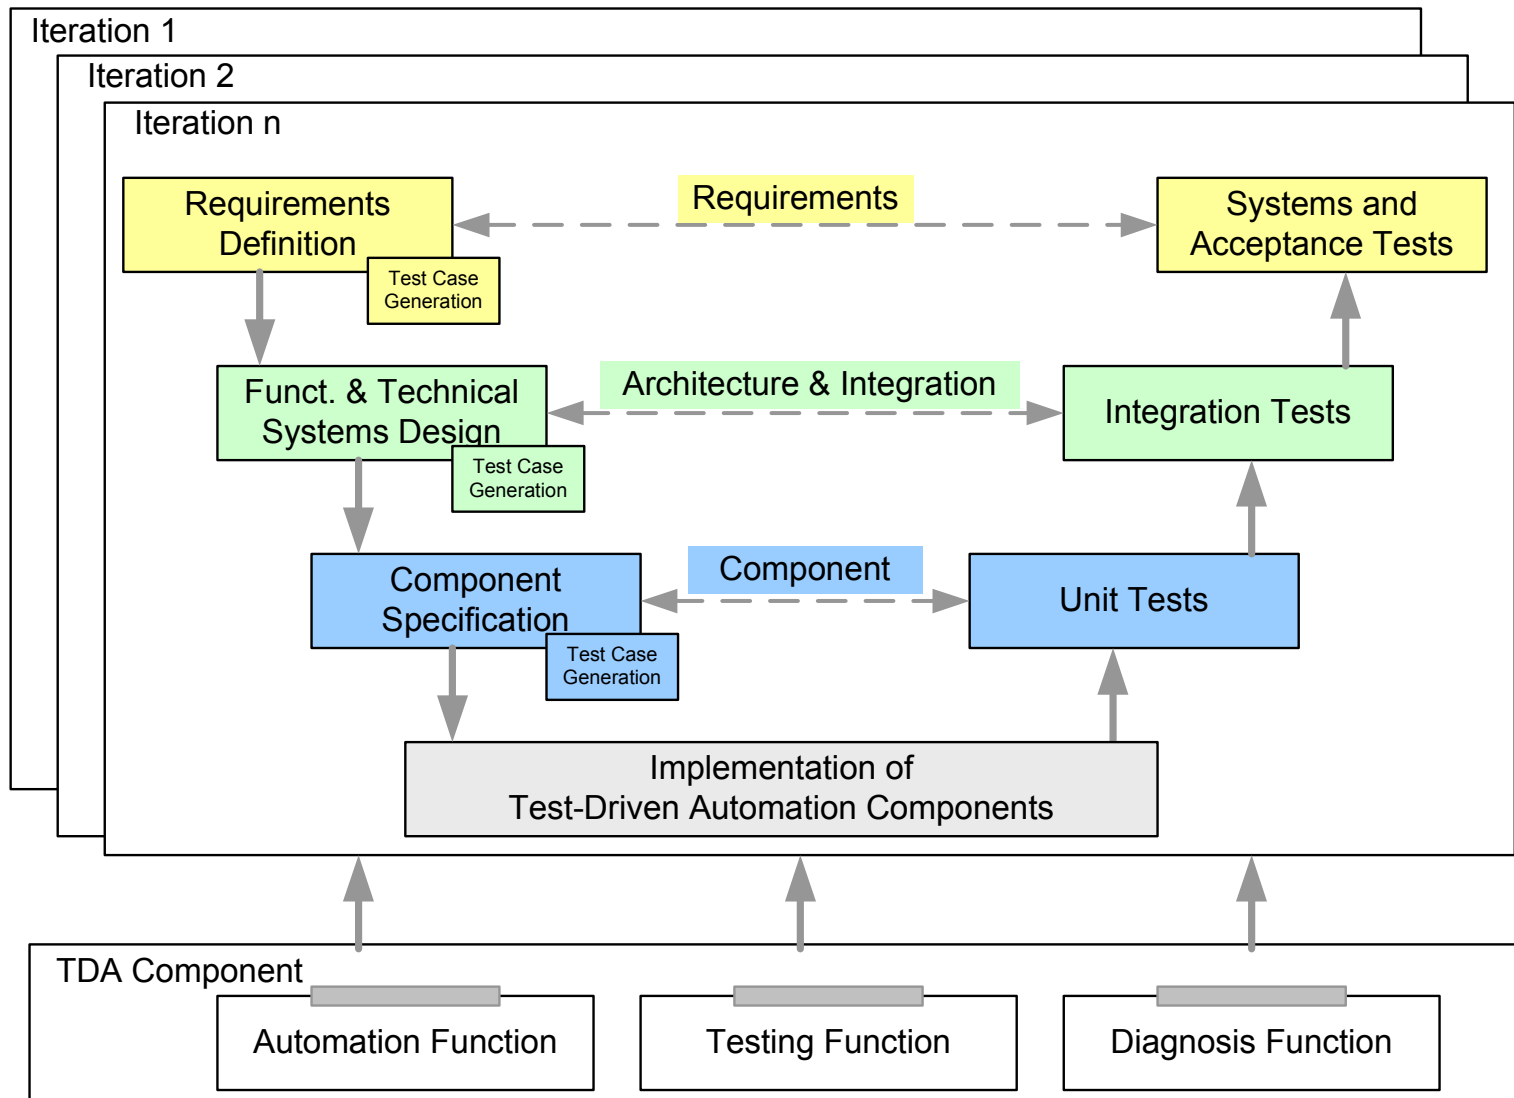 Iteration 1
Iteration 2
Iteration n
Requirements
Definition
Requirements
Systems and
Acceptance Tests
Test Case
Generation
Funct. & Technical
Systems Design
Architecture & Integration
Integration Tests
Test Case
Generation
Component
Specification
Component
Unit Tests
Test Case
Generation
Implementation of
Test-Driven Automation Components
TDA Component
Automation Function
Testing Function
Diagnosis Function